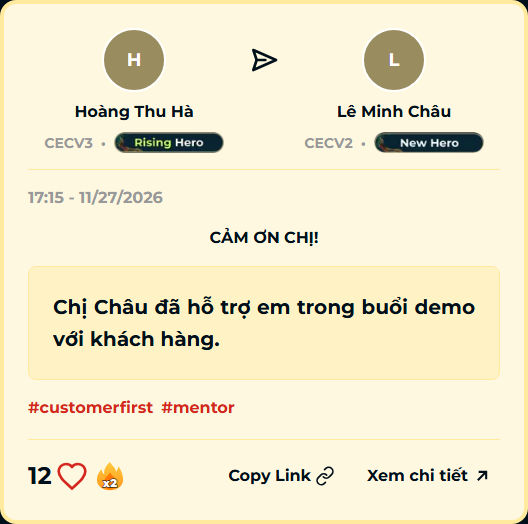 H
L
Hoàng Thu Hà
Lê Minh Châu
CECV3 • Rising Hero
CECV2 • New Hero
17:15 - 11/27/2026
CẢM ƠN CHỊ!
Chị Châu đã hỗ trợ em trong buổi demo
với khách hàng.
#customerfirst #mentor
12
x2
Copy Link
Xem chi tiết